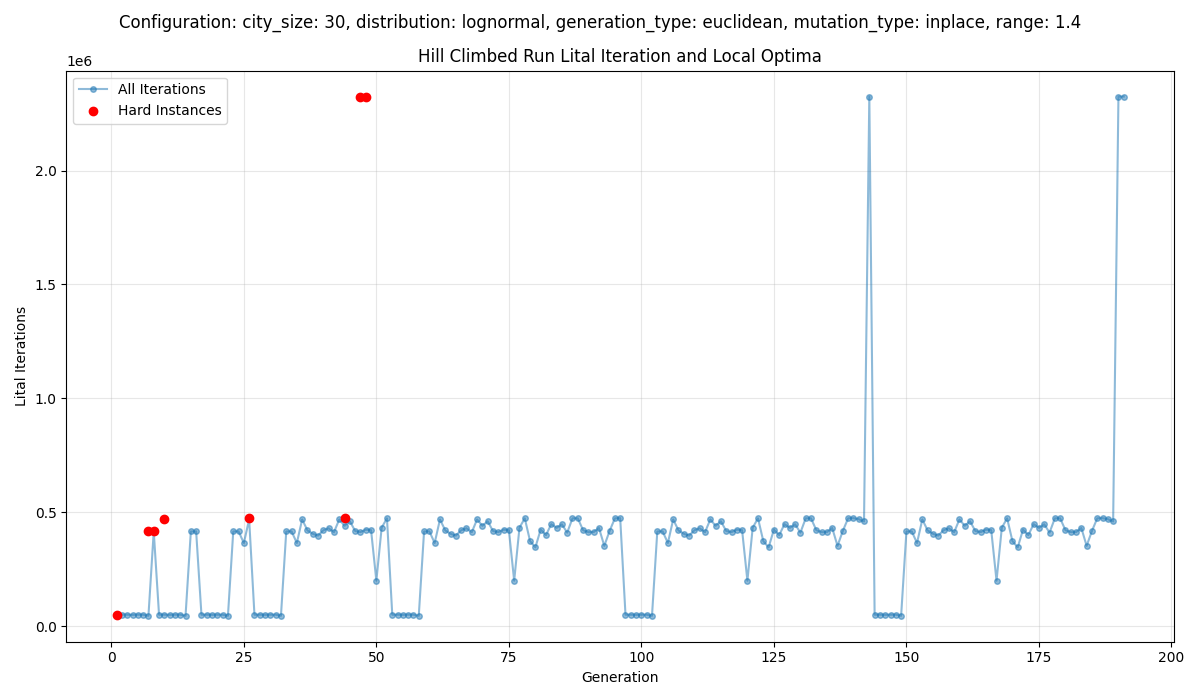 Configuration: city_size: 30, distribution: lognormal, generation_type: euclidean, mutation_type: inplace, range: 1.4
Hill Climbed Run Lital Iteration and Local Optima
1e6
All Iterations
Hard Instances
2.0
1.5
1.0
0.5
0.0
Lital Iterations
0 25 50 75 100 125 150 175 200
Generation